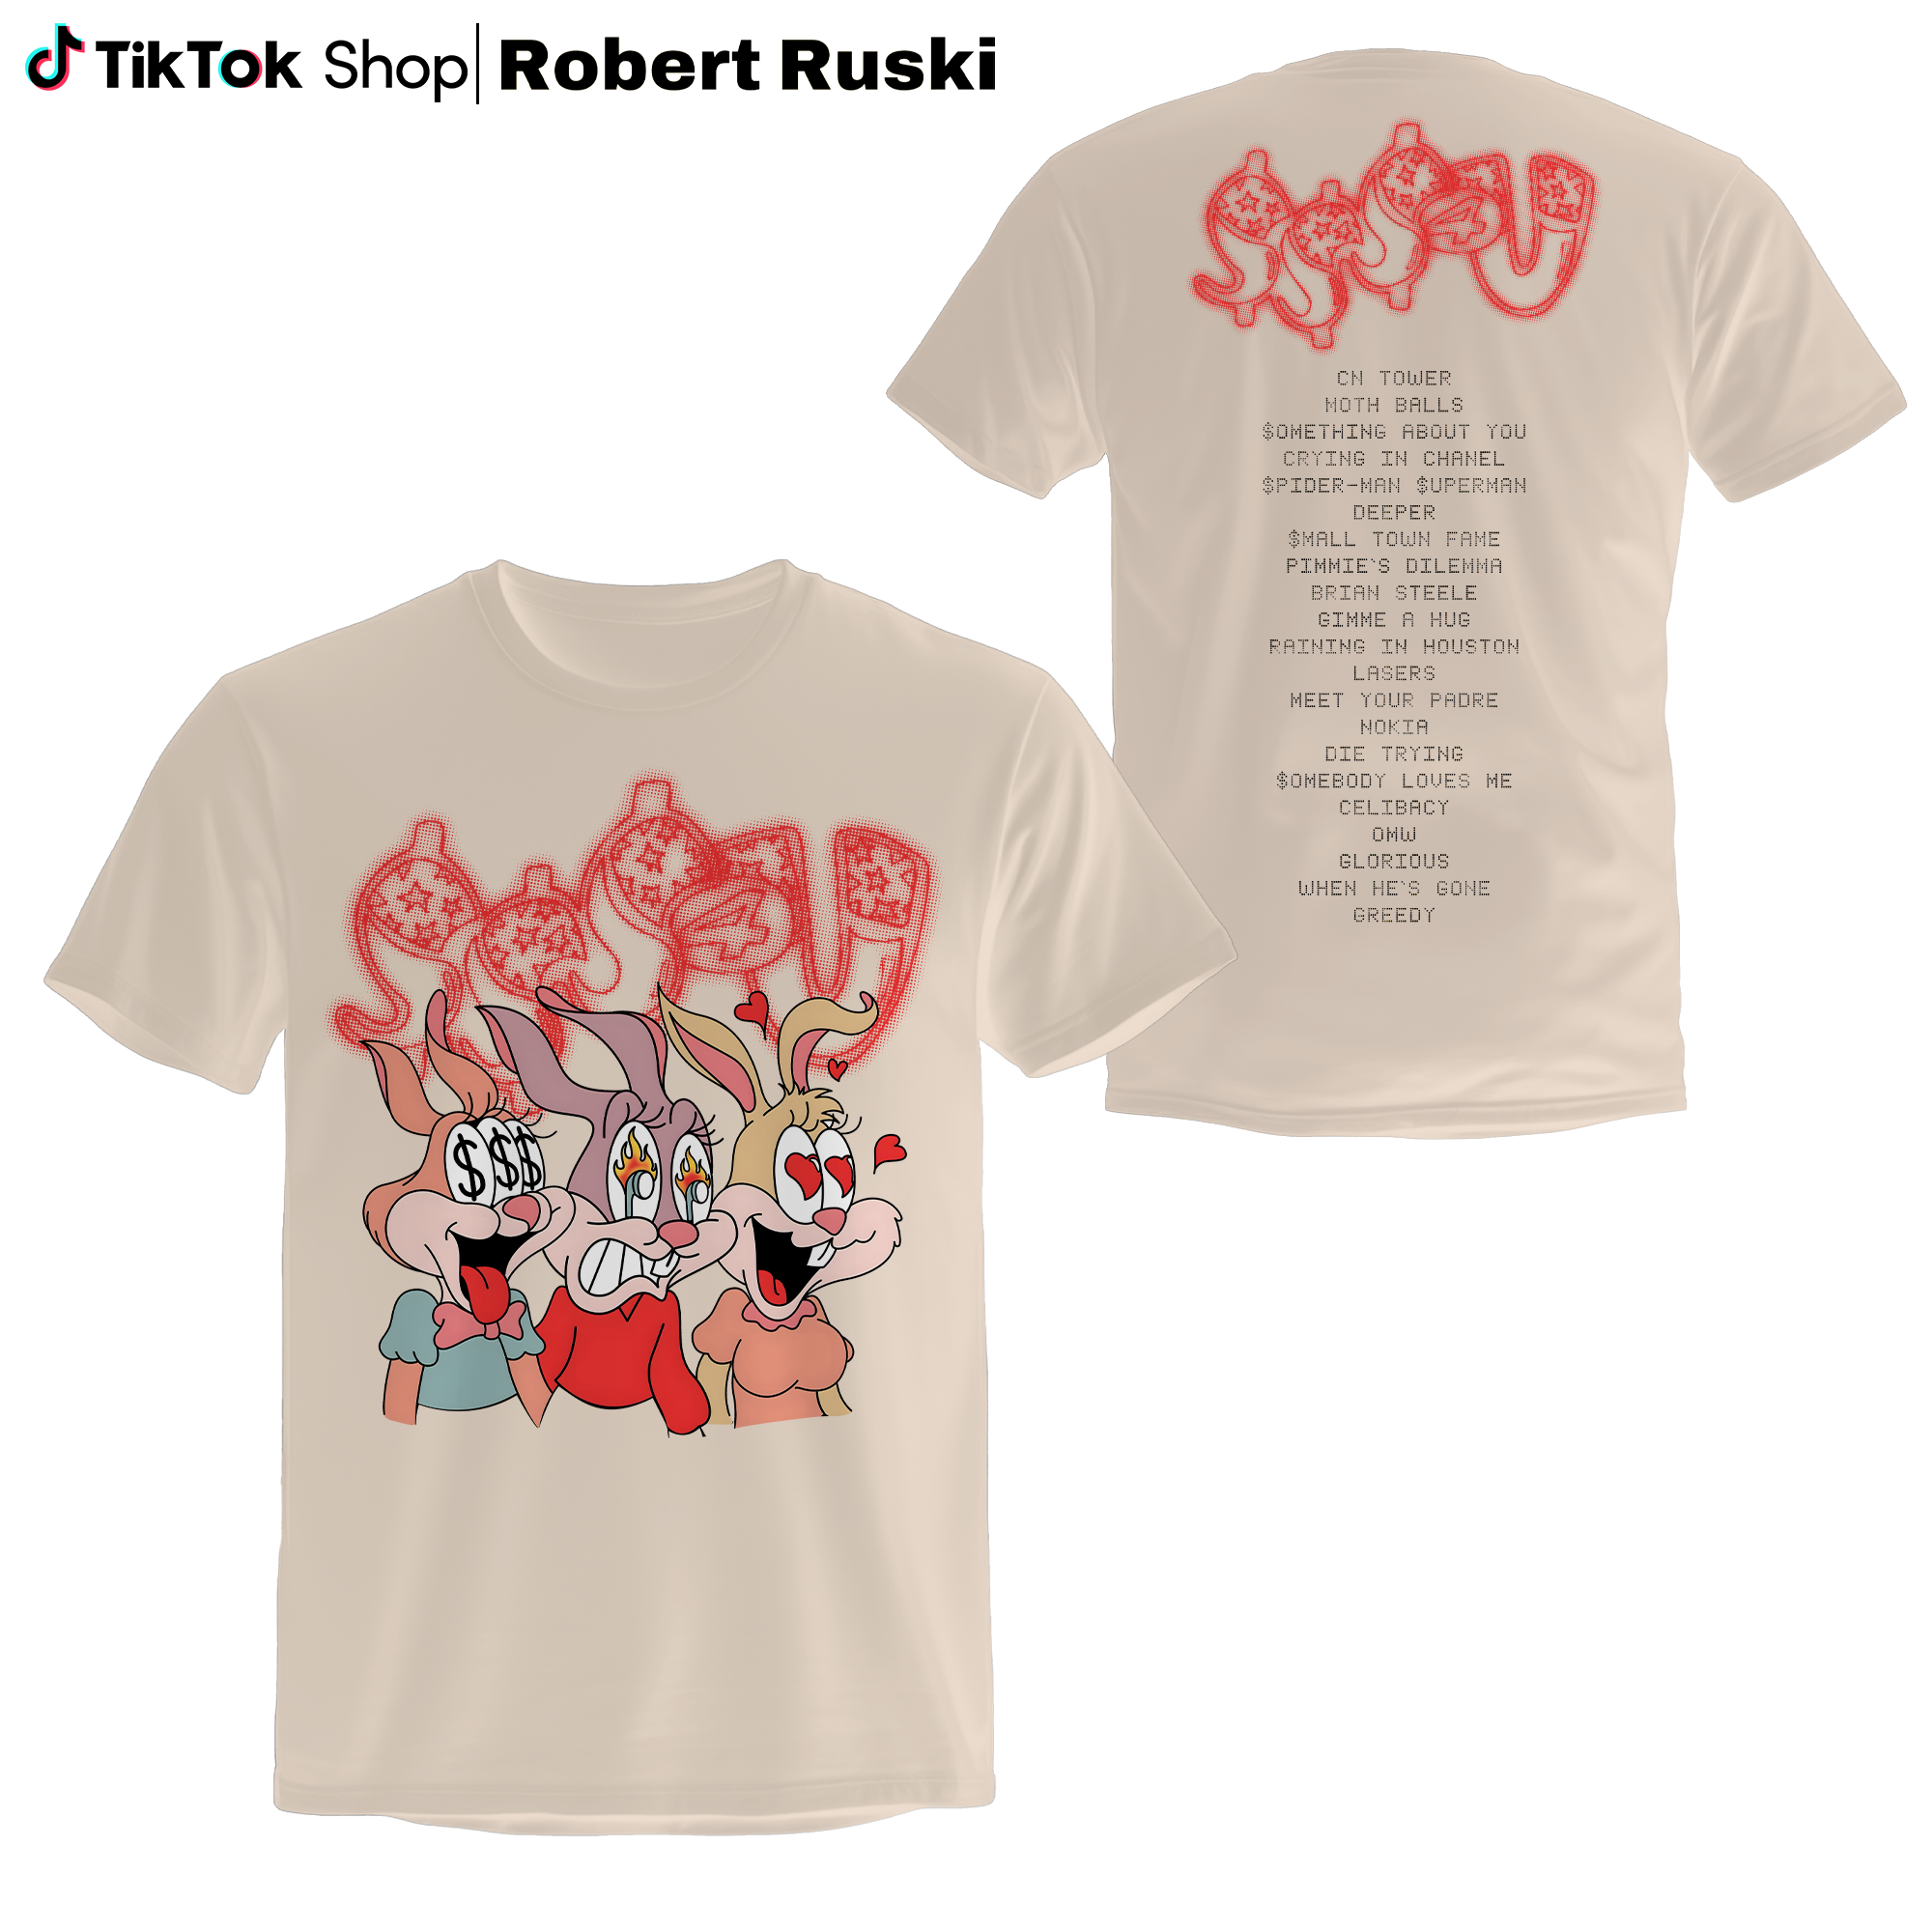 TikTok Shop | Robert Ruski
$$$4U
CN TOWER
MOTH BALLS
$OMETHING ABOUT YOU
CRYING IN CHANEL
$PIDER-MAN $UPERMAN
DEEPER
$MALL TOWN FAME
PIMMIE`S DILEMMA
BRIAN STEELE
GIMME A HUG
RAINING IN HOUSTON
LASERS
MEET YOUR PADRE
NOKIA
DIE TRYING
$OMEBODY LOVES ME
CELIBACY
OMW
GLORIOUS
WHEN HE`S GONE
GREEDY
$$$4U
$ $$